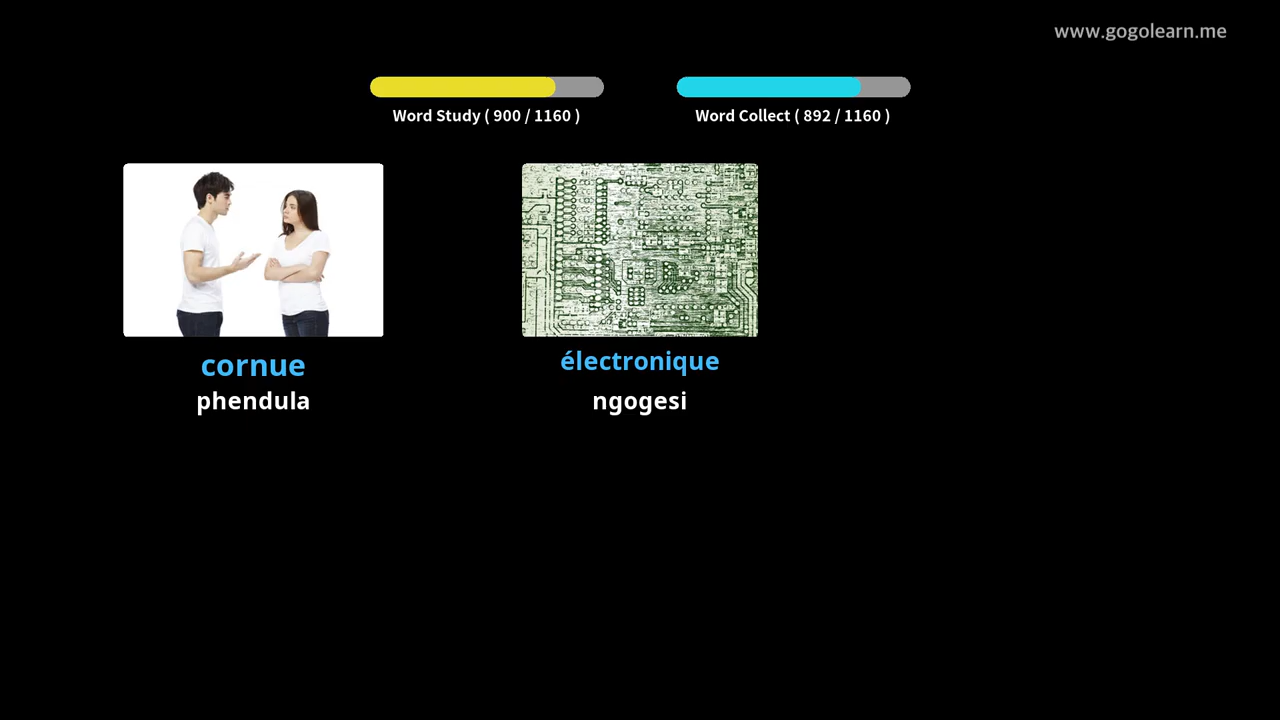 www.gogolearn.me
Word Study ( 900 / 1160 )
Word Collect ( 892 / 1160 )
cornue
phendula
électronique
ngogesi